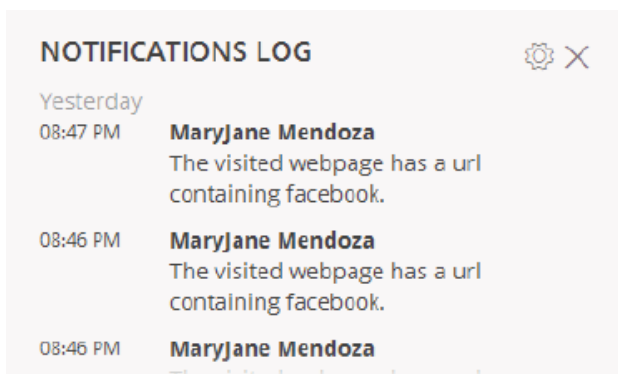 NOTIFICATIONS LOG
Yesterday
08:47 PM MaryJane Mendoza
The visited webpage has a url
containing facebook.
08:46 PM MaryJane Mendoza
The visited webpage has a url
containing facebook.
08:46 PM MaryJane Mendoza